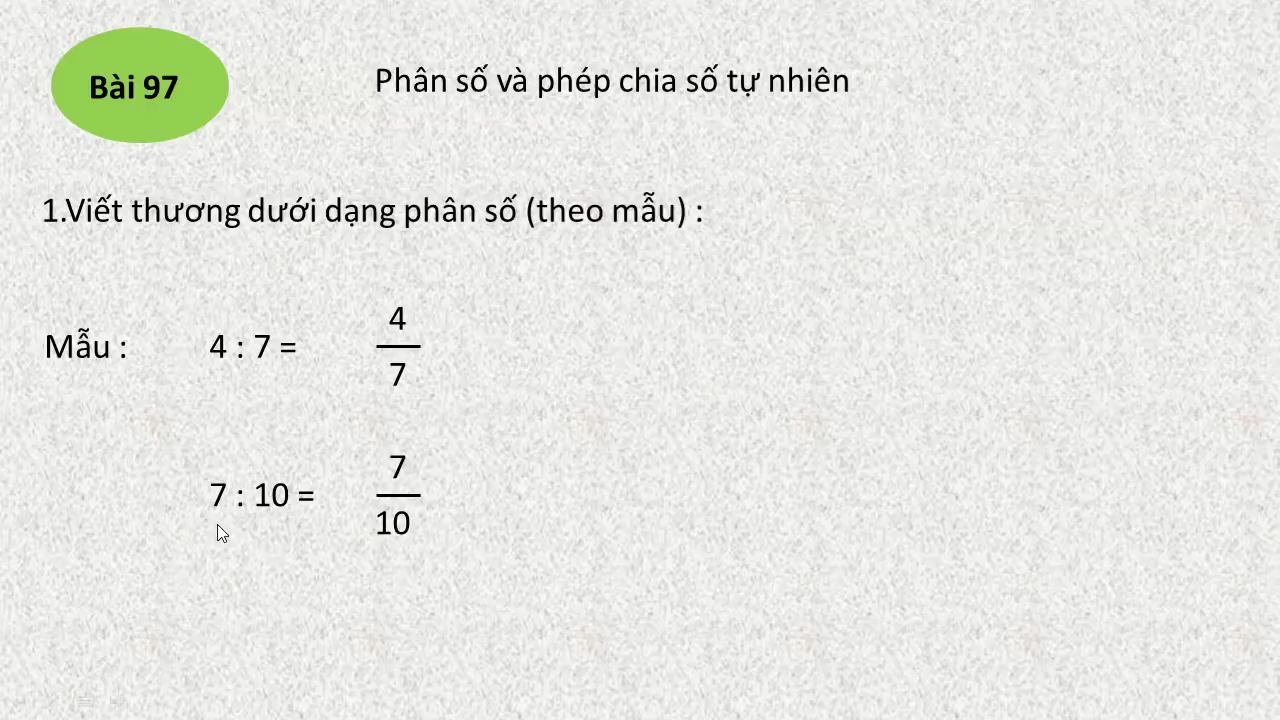 Bài 97
Phân số và phép chia số tự nhiên
1.Viết thương dưới dạng phân số (theo mẫu) :
Mẫu : 4 : 7 = 4/7
7 : 10 = 7/10